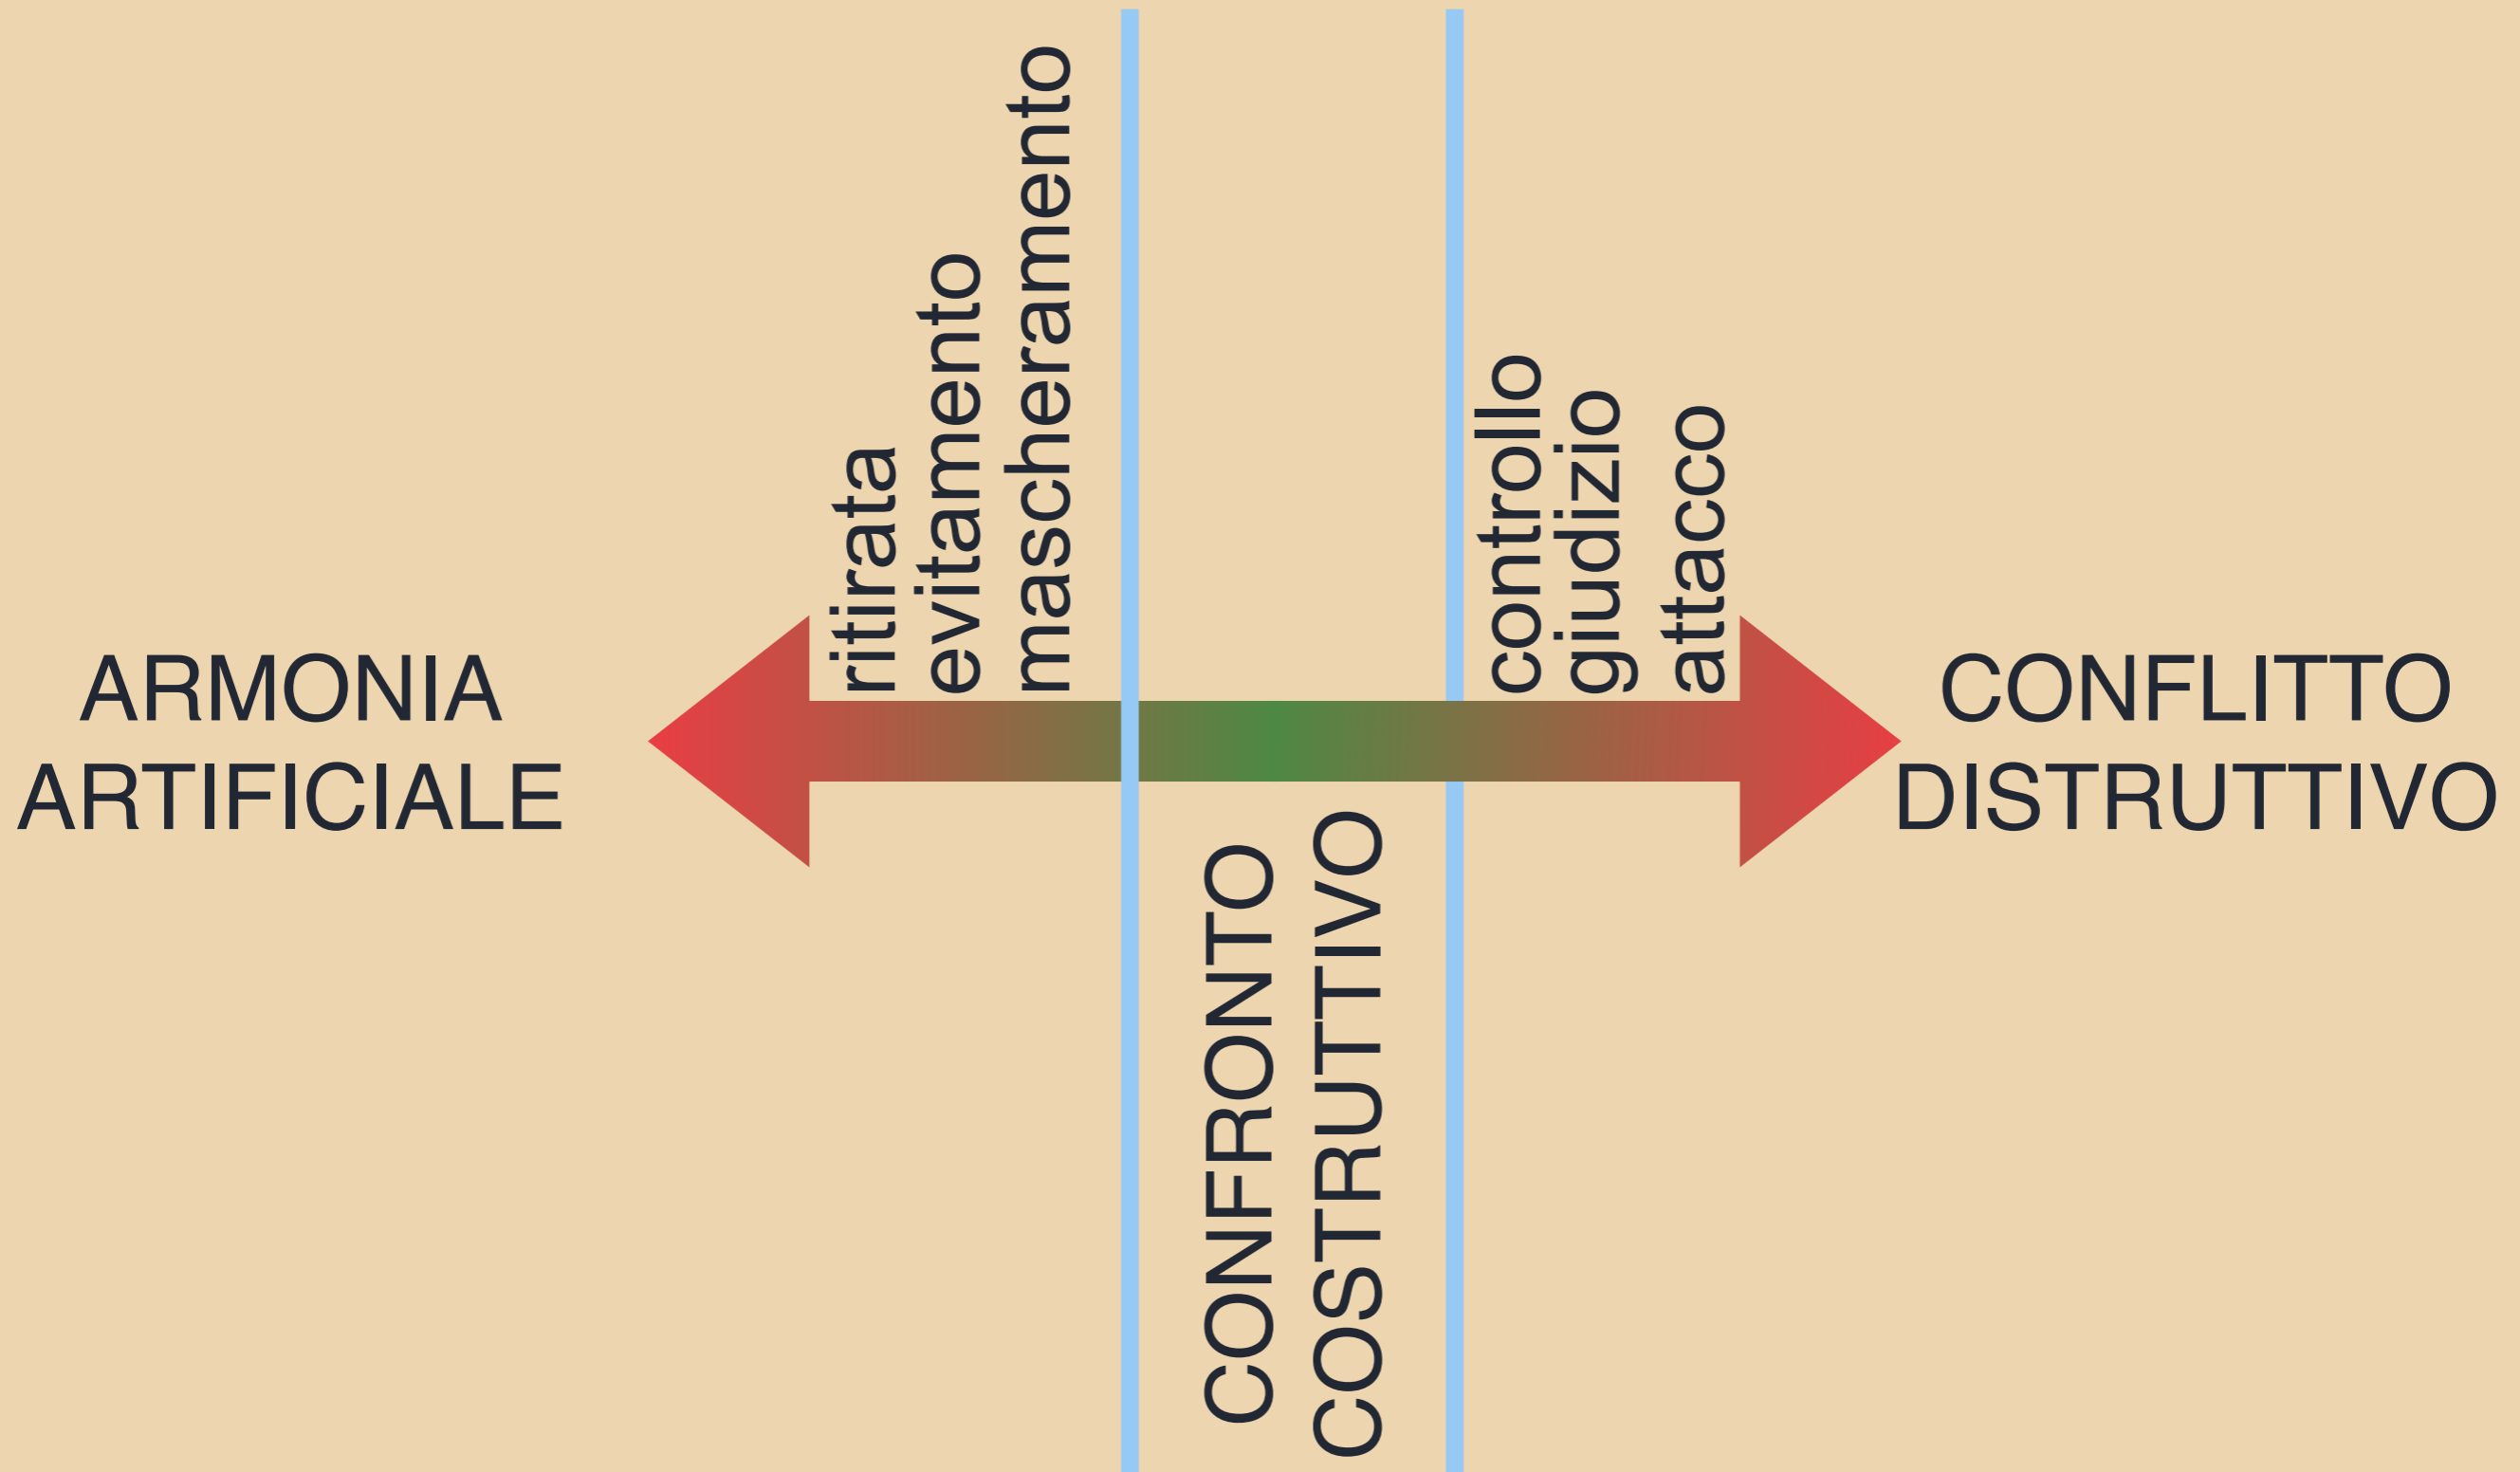 ritirata
evitamento
mascheramento
controllo
giudizio
attacco
ARMONIA
ARTIFICIALE
CONFLITTO
DISTRUTTIVO
CONFRONTO
COSTRUTTIVO